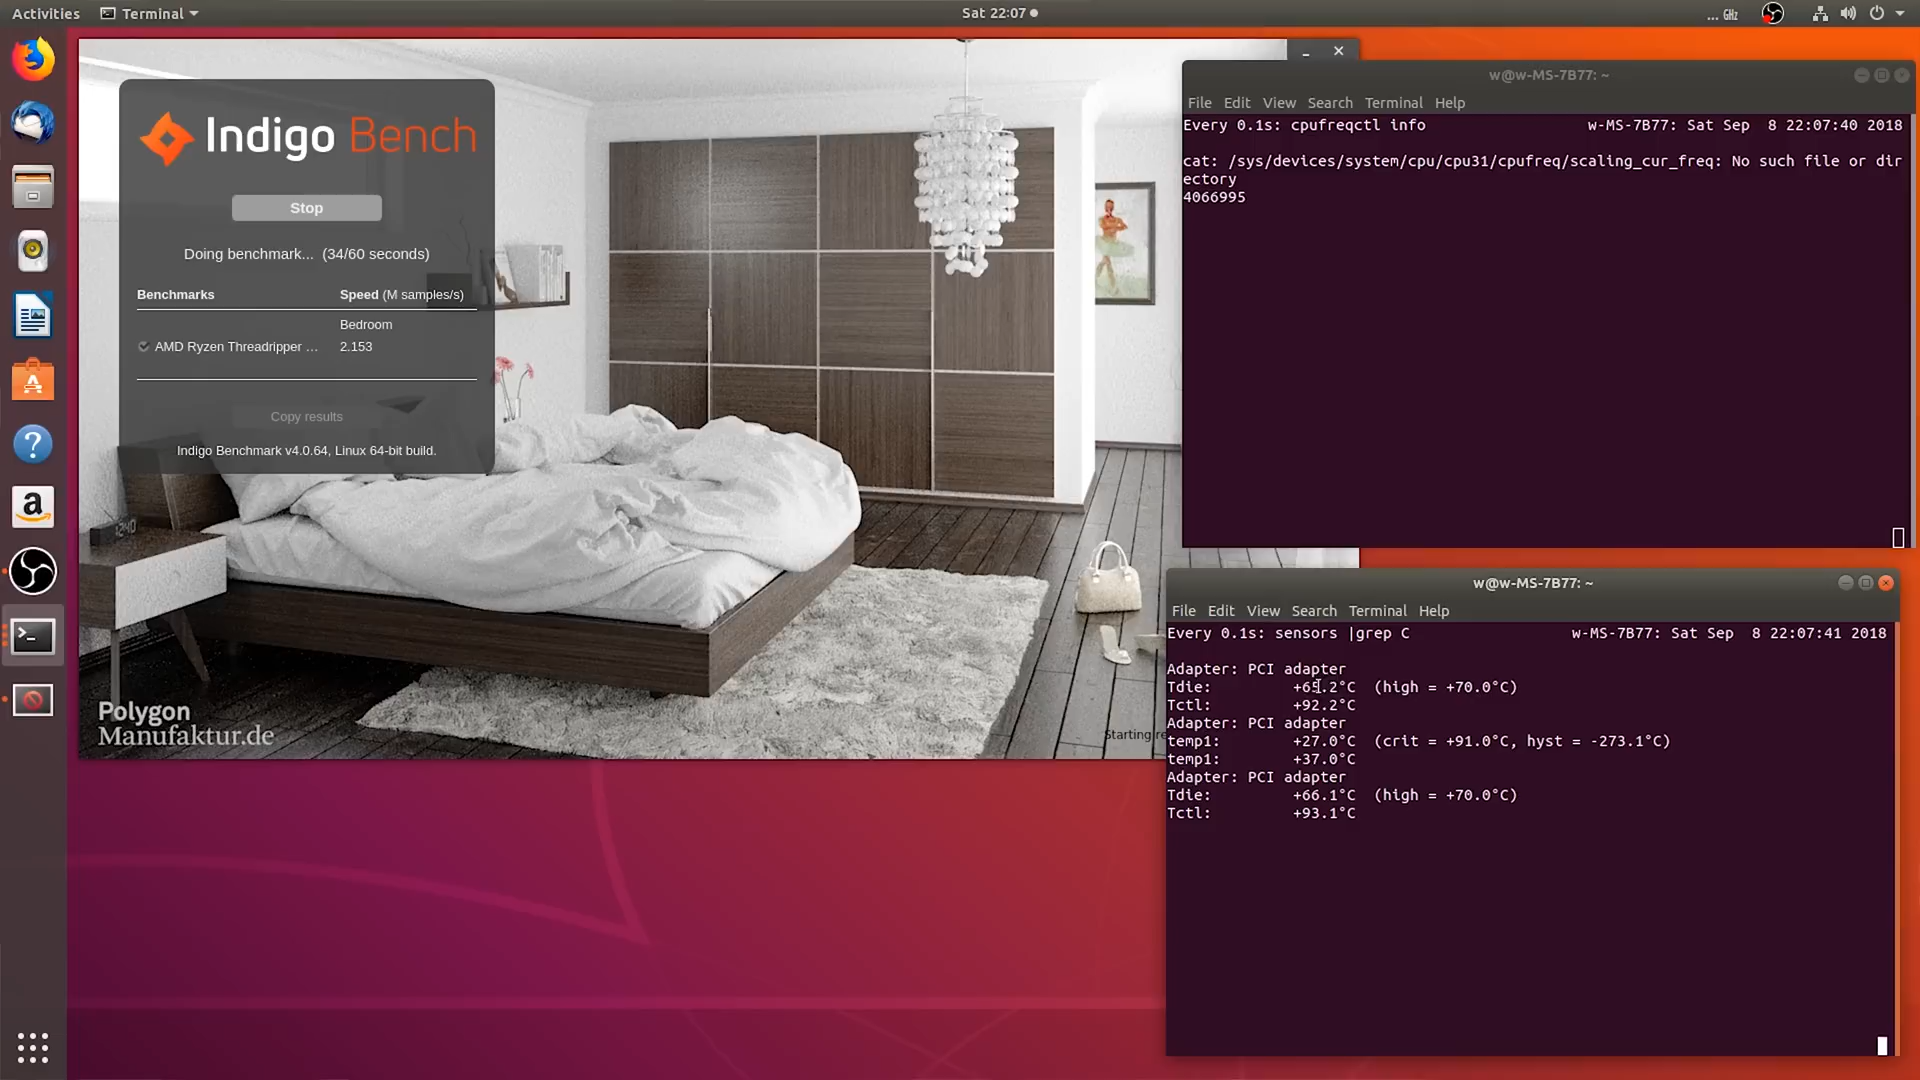 Activities
Terminal
Sat 22:07
... GHz
Indigo Bench
Stop
Doing benchmark... (34/60 seconds)
Benchmarks Speed (M samples/s)
Bedroom
AMD Ryzen Threadripper ... 2.153
Copy results
Indigo Benchmark v4.0.64, Linux 64-bit build.
Polygon
Manufaktur.de
Starting re
w@w-MS-7B77: ~
File Edit View Search Terminal Help
Every 0.1s: cpufreqctl info w-MS-7B77: Sat Sep 8 22:07:40 2018
cat: /sys/devices/system/cpu/cpu31/cpufreq/scaling_cur_freq: No such file or dir
ectory
4066995
w@w-MS-7B77: ~
File Edit View Search Terminal Help
Every 0.1s: sensors |grep C w-MS-7B77: Sat Sep 8 22:07:41 2018
Adapter: PCI adapter
Tdie: +65.2°C (high = +70.0°C)
Tctl: +92.2°C
Adapter: PCI adapter
temp1: +27.0°C (crit = +91.0°C, hyst = -273.1°C)
temp1: +37.0°C
Adapter: PCI adapter
Tdie: +66.1°C (high = +70.0°C)
Tctl: +93.1°C